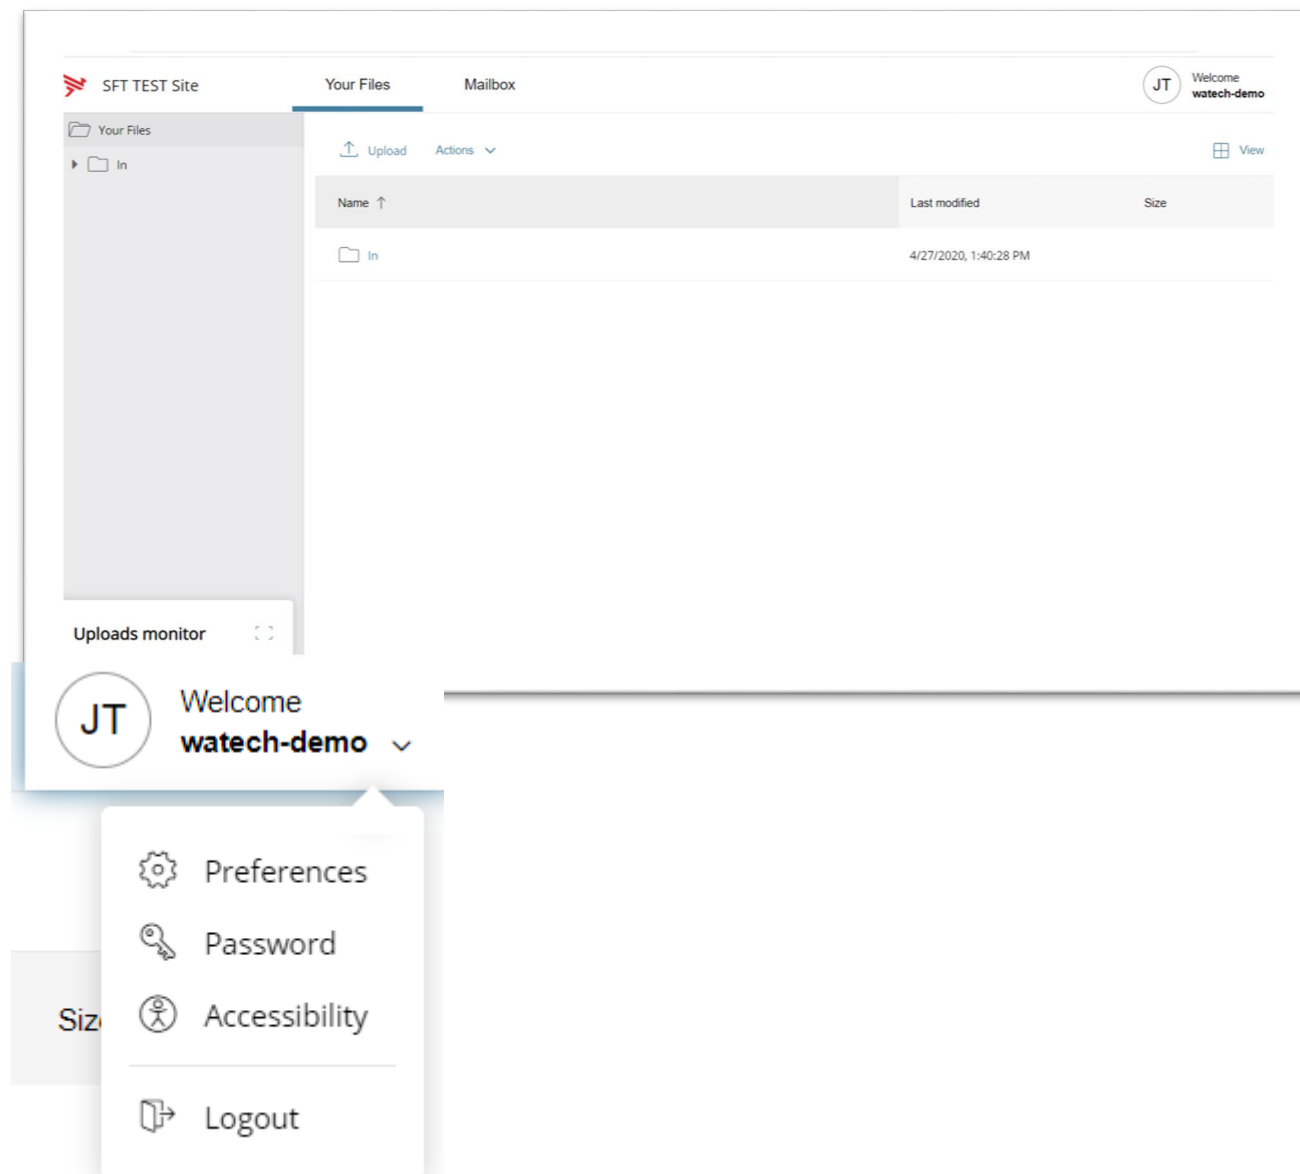 SFT TEST Site
Your Files
Mailbox
JT
Welcome
watech-demo
Your Files
In
Upload
Actions
View
Name
Last modified
Size
In
4/27/2020, 1:40:28 PM
Uploads monitor
JT
Welcome
watech-demo
Preferences
Password
Accessibility
Siz
Logout